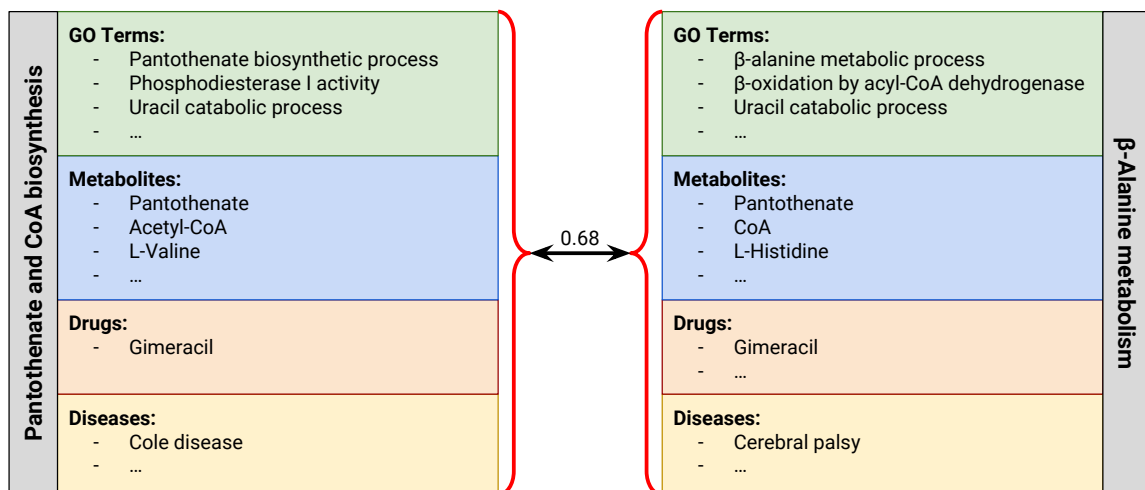 Pantothenate and CoA biosynthesis
GO Terms:
- Pantothenate biosynthetic process
- Phosphodiesterase I activity
- Uracil catabolic process
- …
Metabolites:
- Pantothenate
- Acetyl-CoA
- L-Valine
- …
Drugs:
- Gimeracil
Diseases:
- Cole disease
- …
0.68
GO Terms:
- β-alanine metabolic process
- β-oxidation by acyl-CoA dehydrogenase
- Uracil catabolic process
- …
Metabolites:
- Pantothenate
- CoA
- L-Histidine
- …
Drugs:
- Gimeracil
- …
Diseases:
- Cerebral palsy
- …
β-Alanine metabolism